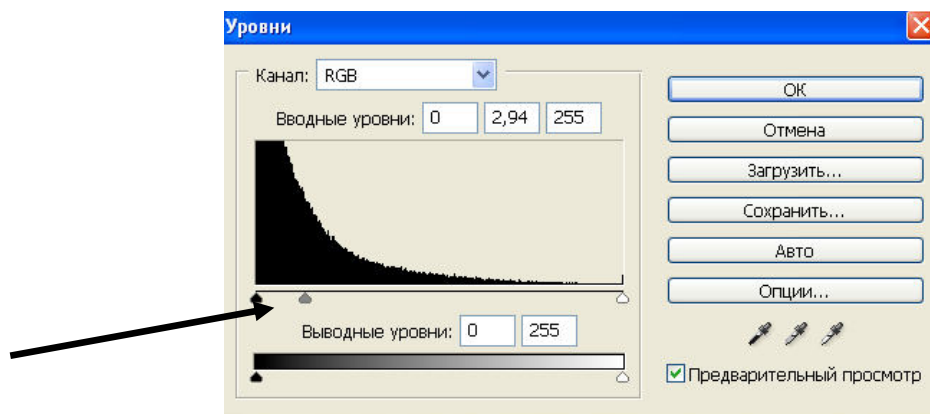 Уровни
Канал: RGB
Вводные уровни: 0 2,94 255
Выводные уровни: 0 255
ОК
Отмена
Загрузить...
Сохранить...
Авто
Опции...
Предварительный просмотр